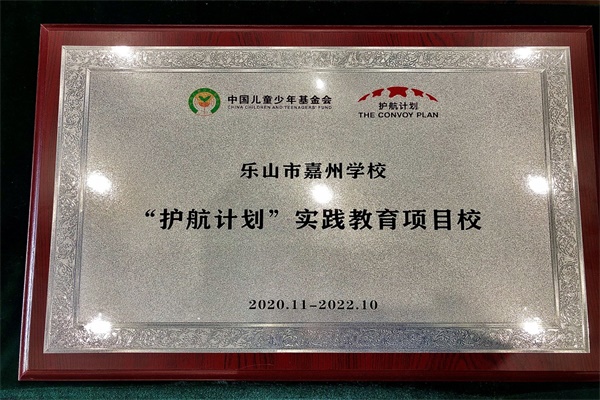 中国儿童少年基金会
CHINA CHILDREN AND TEENAGERS' FUND
护航计划
THE CONVOY PLAN
乐山市嘉州学校
“护航计划”实践教育项目校
2020.11-2022.10